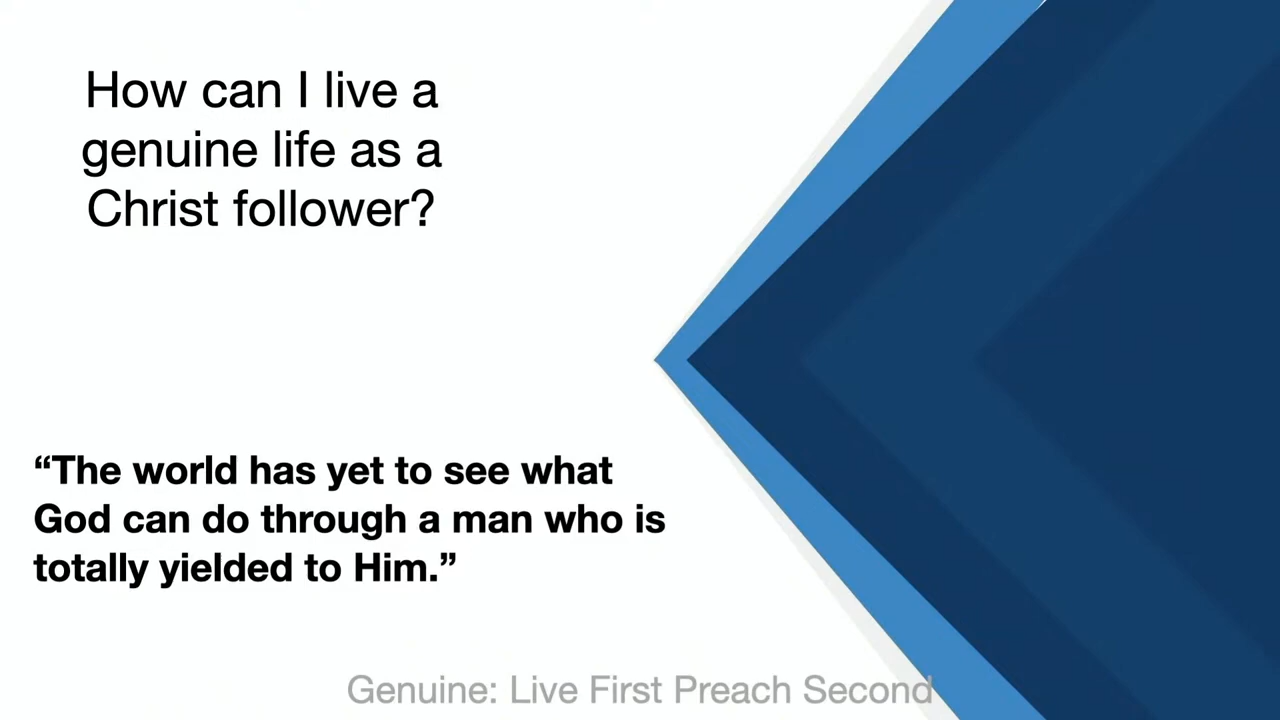 How can I live a
genuine life as a
Christ follower?
“The world has yet to see what
God can do through a man who is
totally yielded to Him.”
Genuine: Live First Preach Second